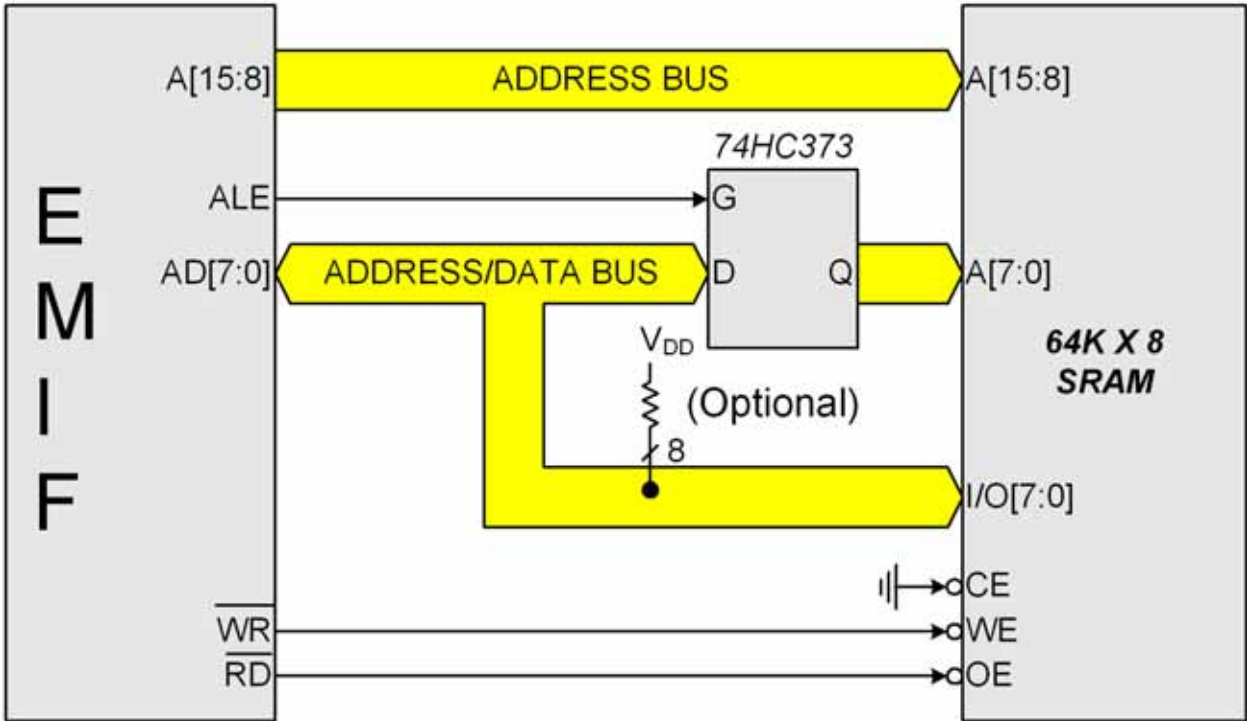 A[15:8] ADDRESS BUS A[15:8]
74HC373
ALE G
EMIF
AD[7:0] ADDRESS/DATA BUS D Q A[7:0]
VDD
64K X 8
SRAM
(Optional)
8
I/O[7:0]
CE
WR WE
RD OE